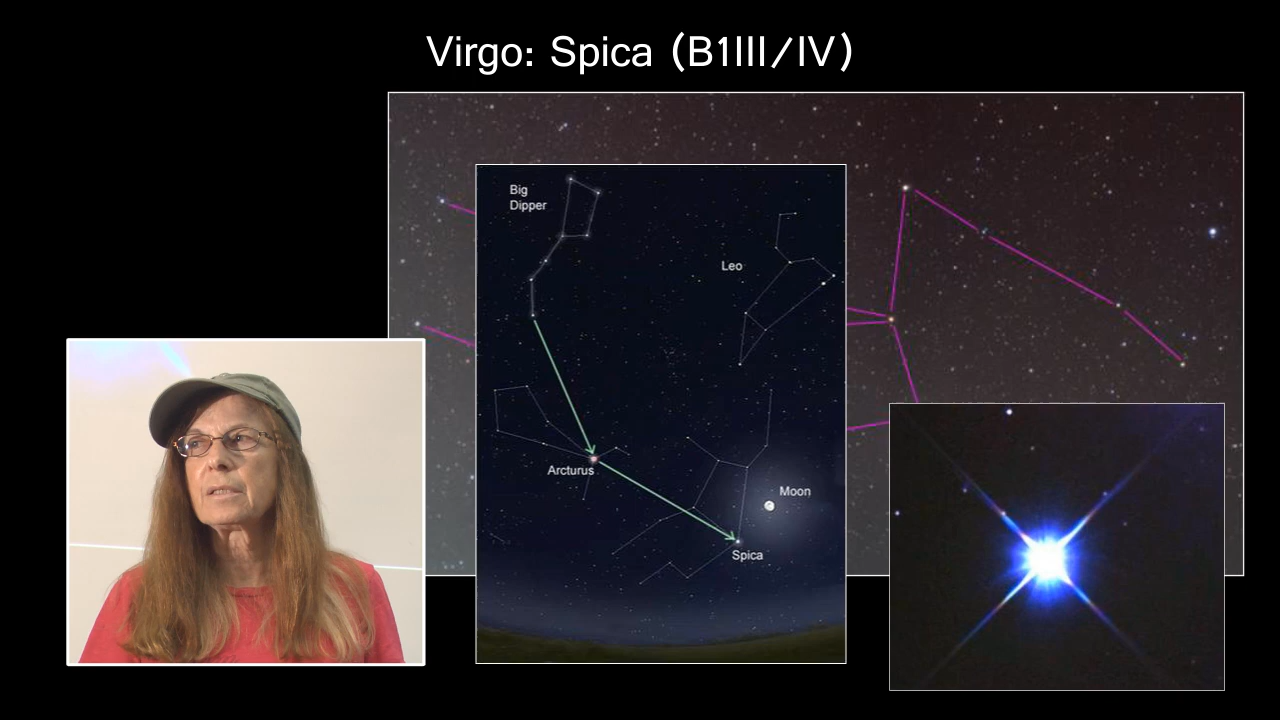 Virgo: Spica (B1III/IV)
Big
Dipper
Leo
Arcturus
Moon
Spica